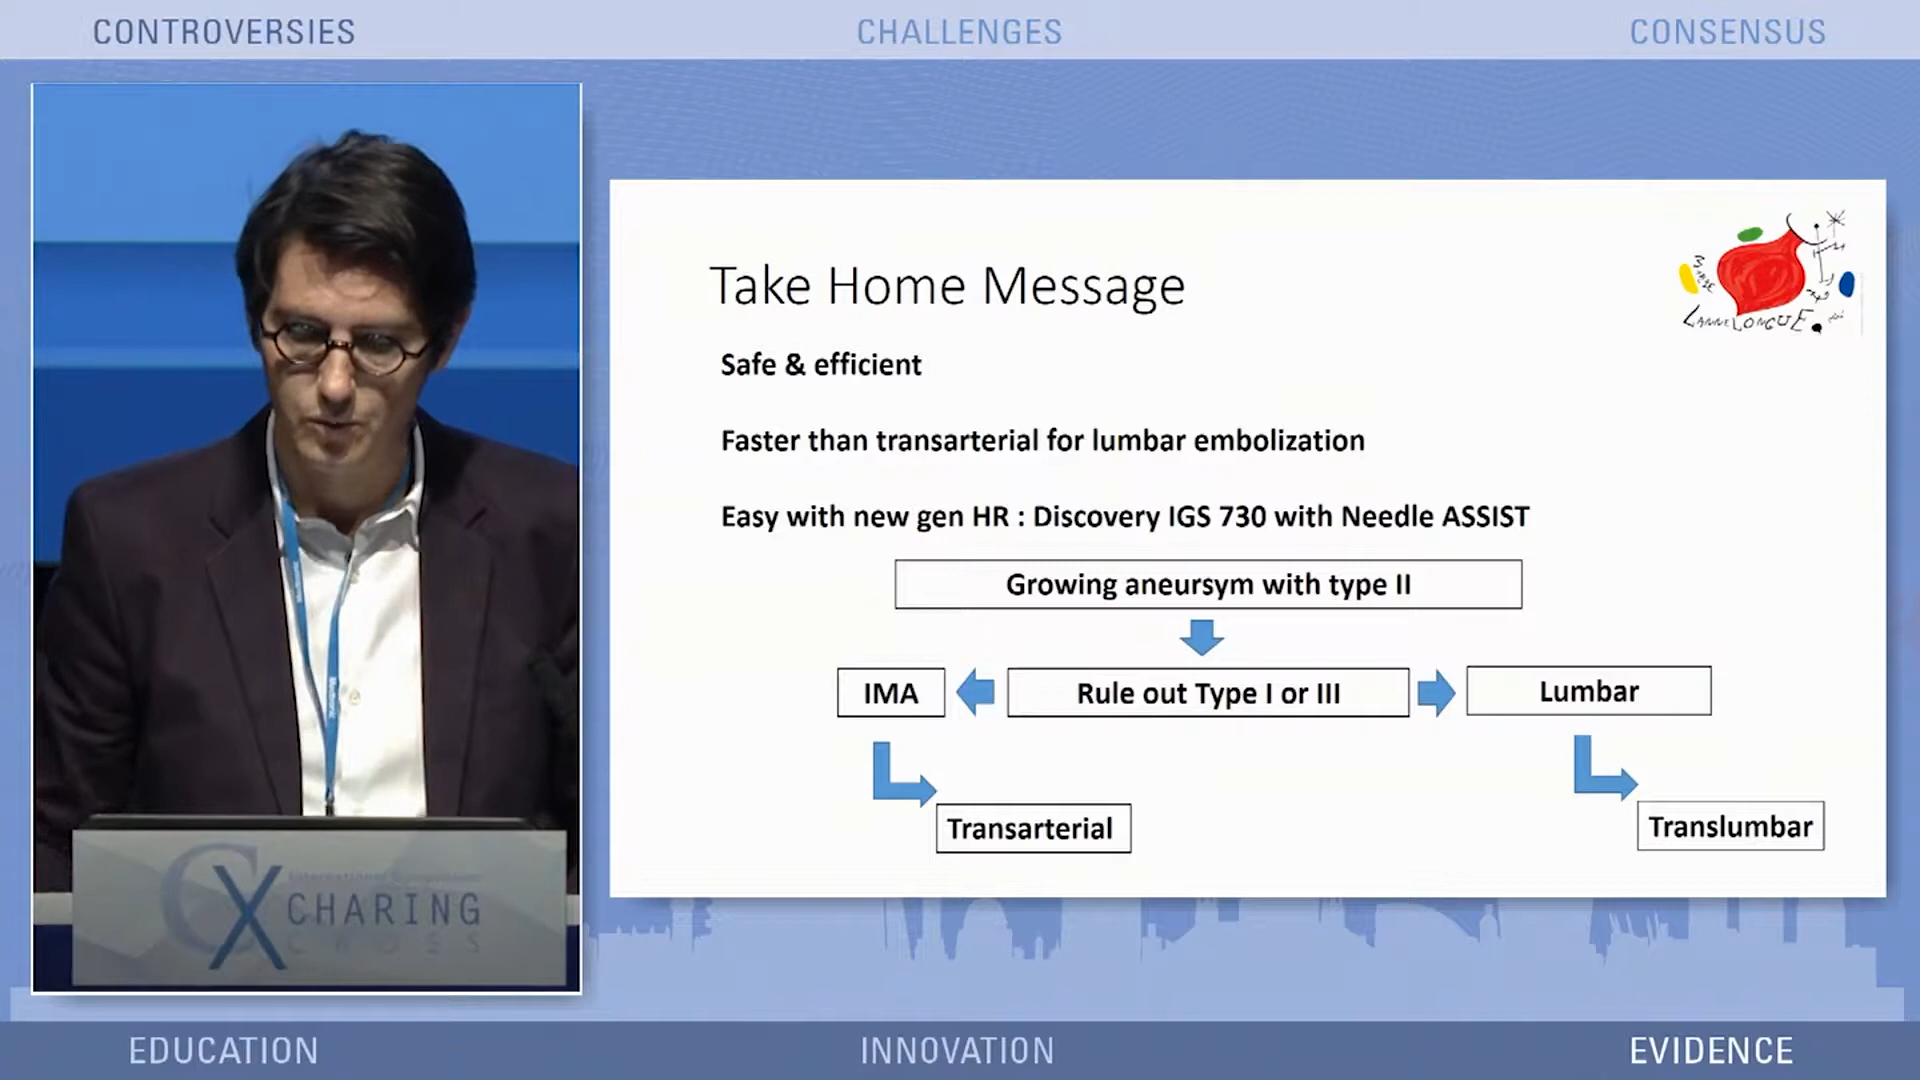 CONTROVERSIES
CHALLENGES
CONSENSUS
Take Home Message
Safe & efficient
Faster than transarterial for lumbar embolization
Easy with new gen HR : Discovery IGS 730 with Needle ASSIST
Growing aneursym with type II
IMA
Rule out Type I or III
Lumbar
Transarterial
Translumbar
LANNELONGUE
Medtronic
International Symposium
CX
CHARING
CROSS
EDUCATION
INNOVATION
EVIDENCE